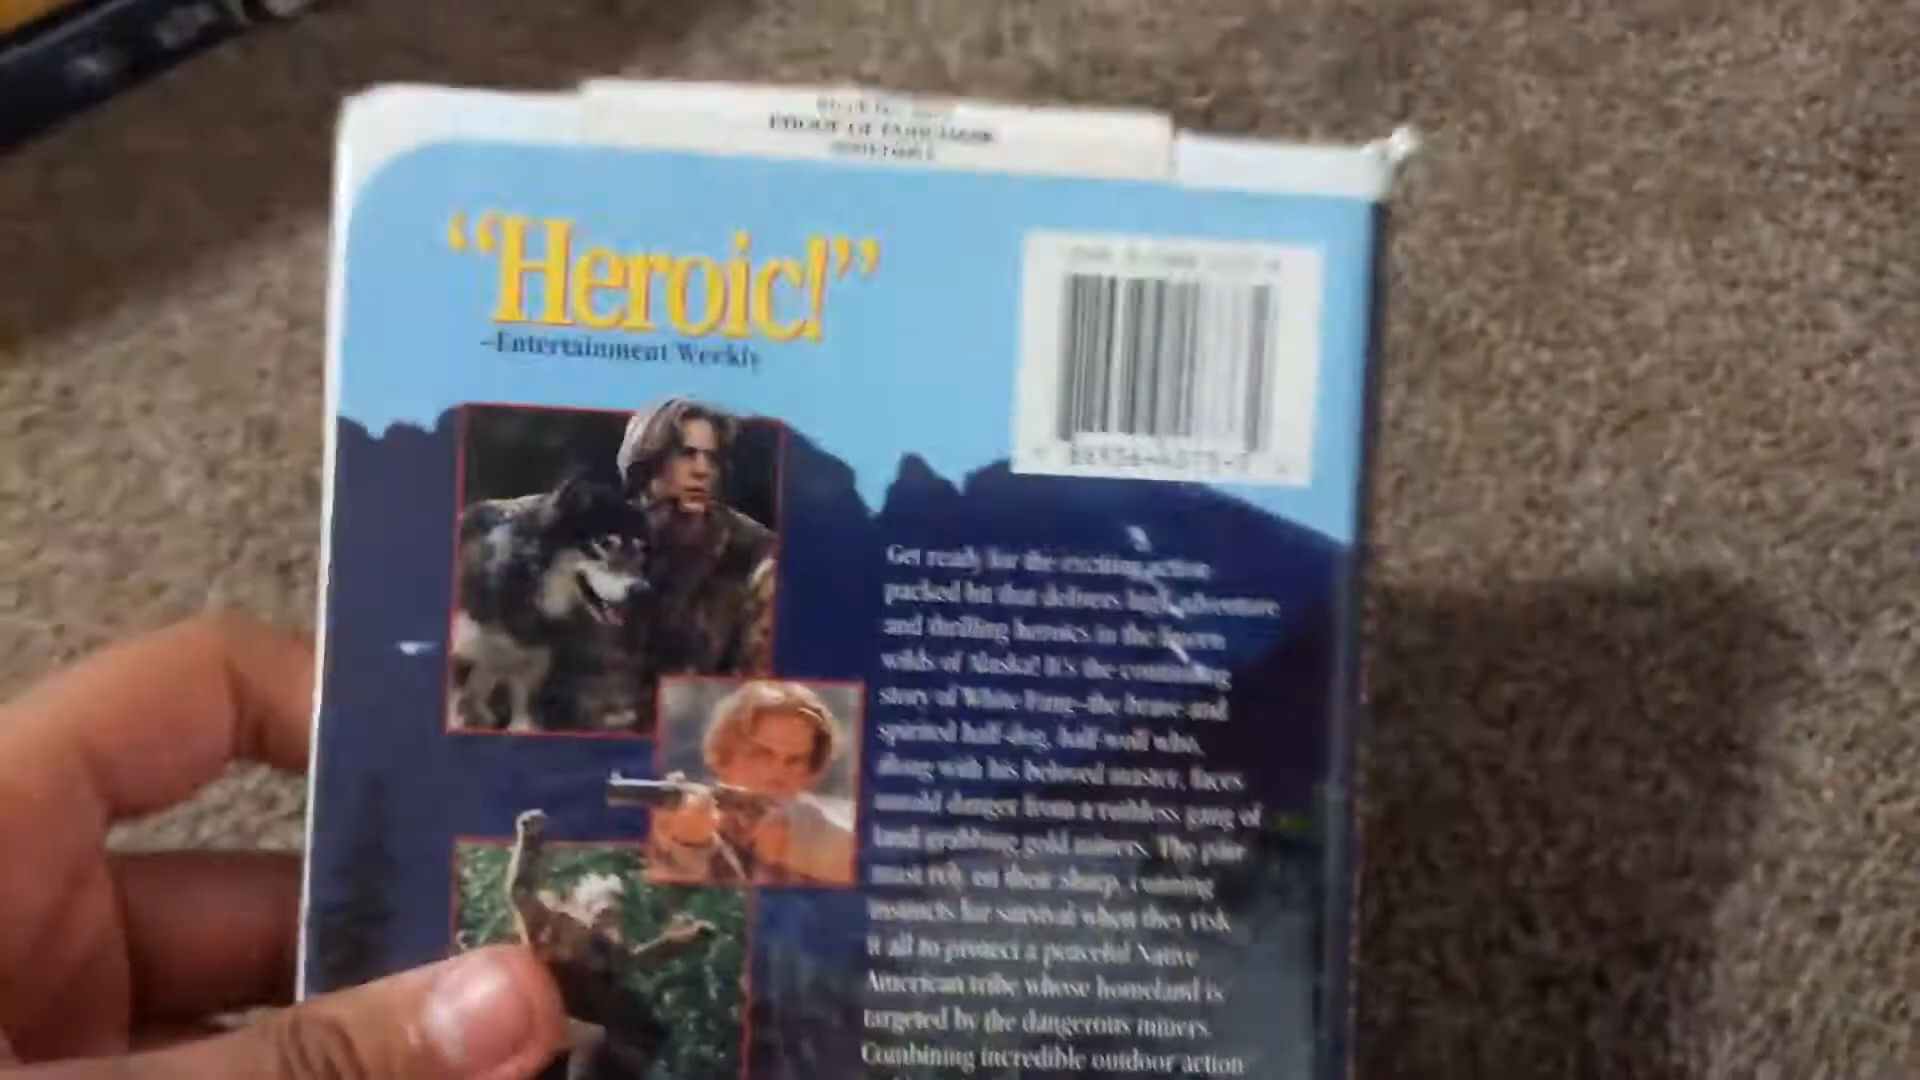 PROOF OF PURCHASE
"Heroic!"
-Entertainment Weekly
Get ready for the exciting action
packed hit that delivers high adventure
and thrilling heroics in the frozen
wilds of Alaska! It's the continuing
story of White Fang--the brave and
spirited half-dog, half-wolf who,
along with his beloved master, faces
untold danger from a ruthless gang of
land grabbing gold miners. The pair
must rely on their sharp, cunning
instincts for survival when they risk
it all to protect a peaceful Native
American tribe whose homeland is
targeted by the dangerous miners.
Combining incredible outdoor action